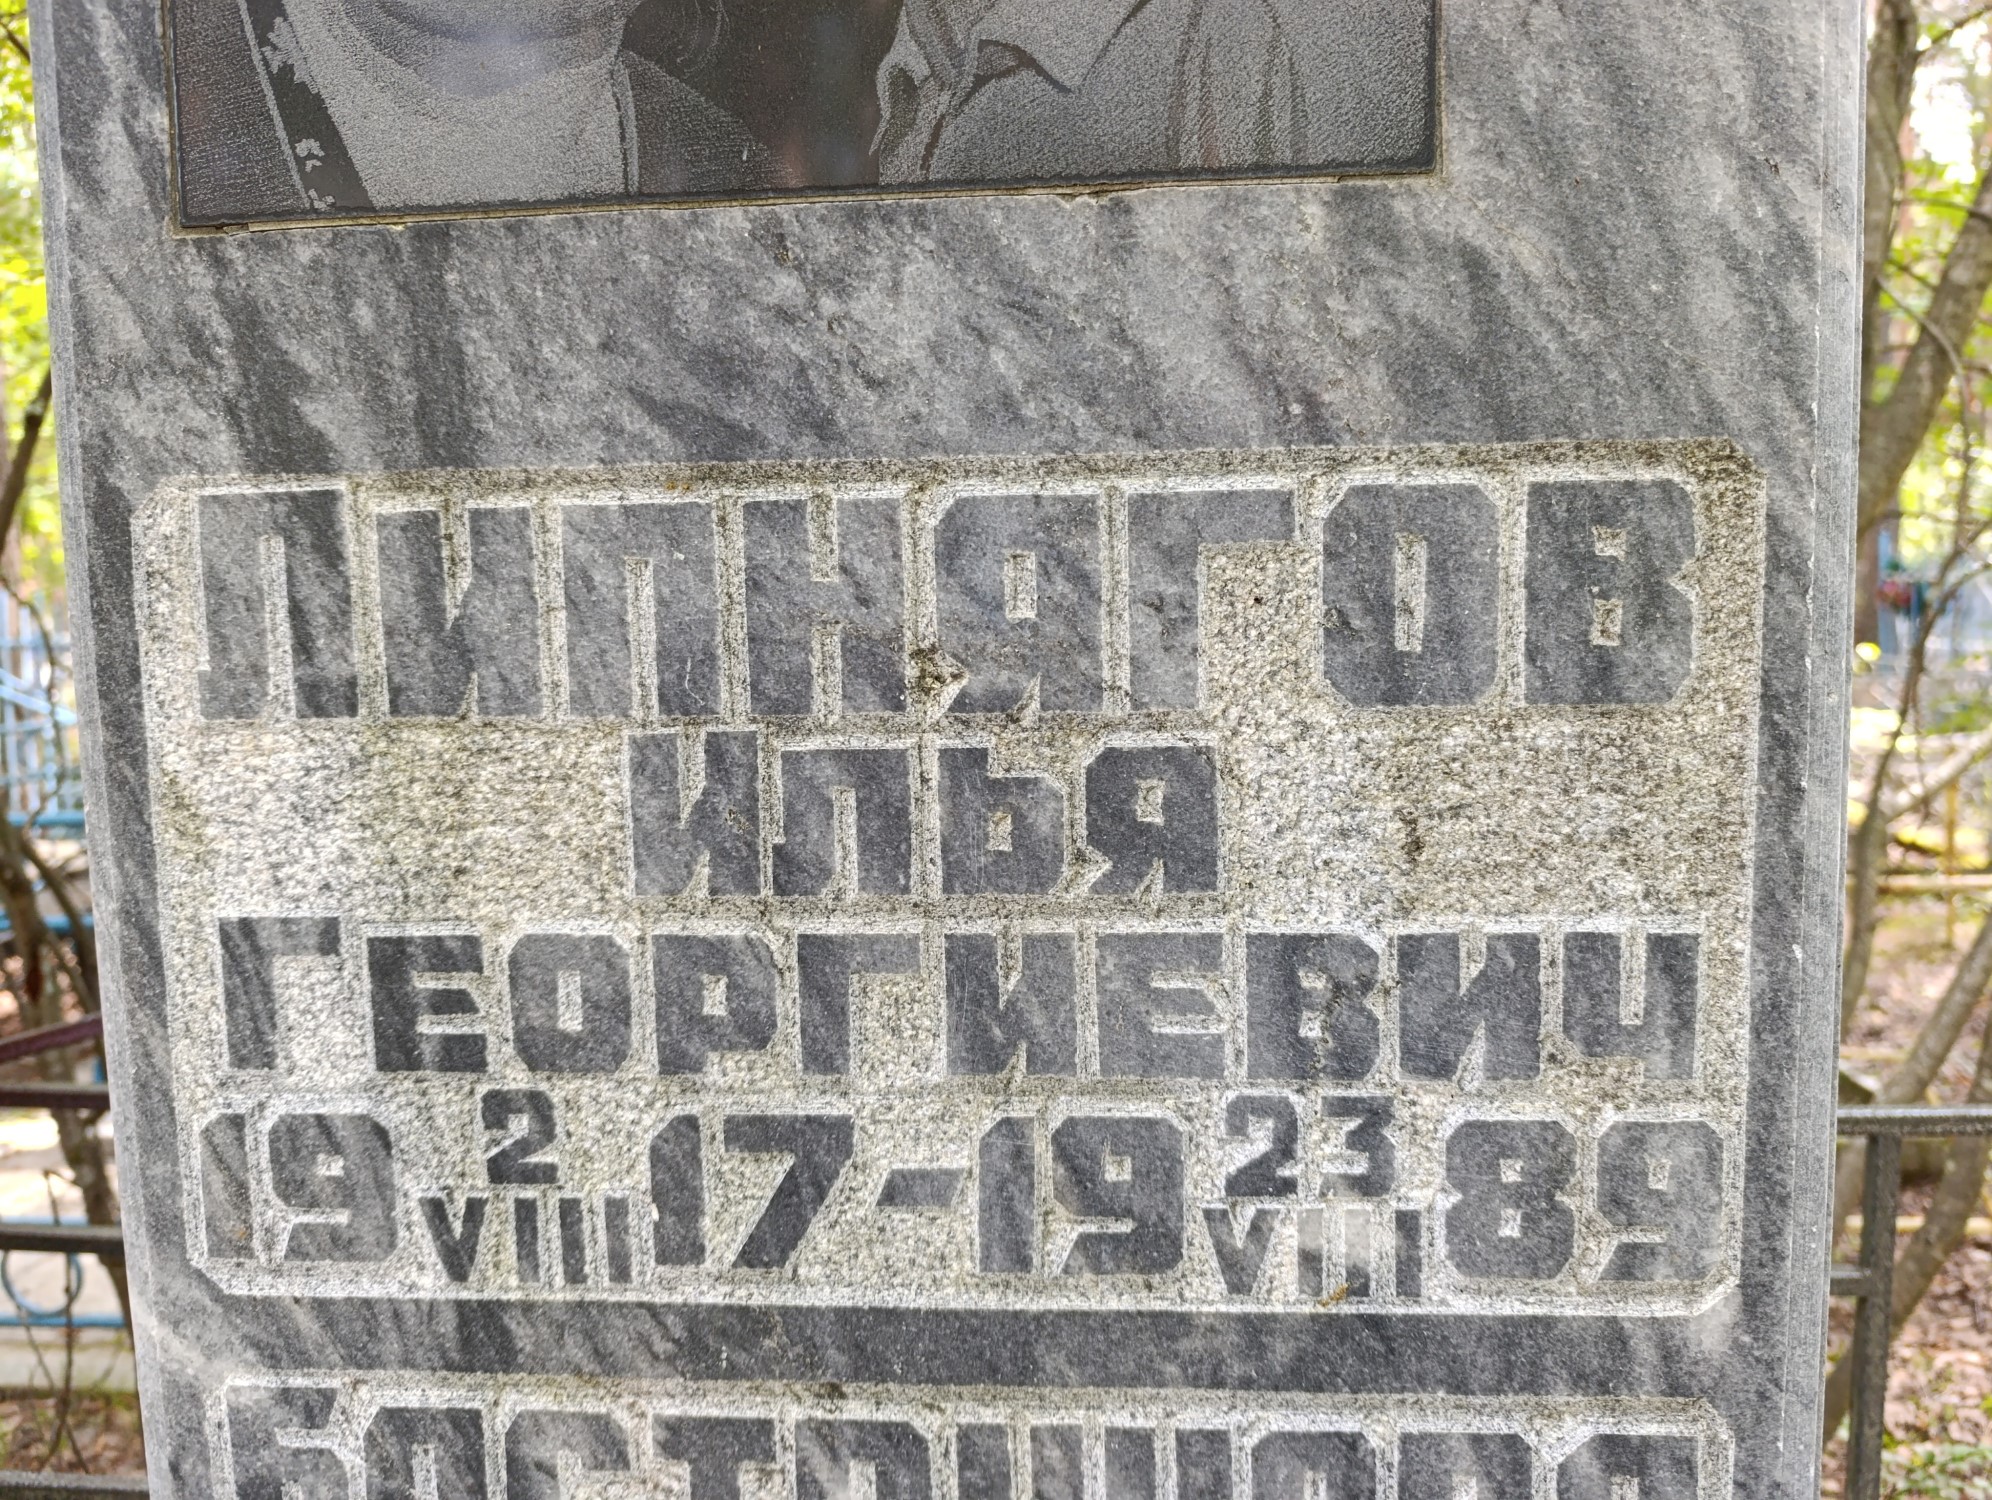 ЛИПНЯГОВ
ИЛЬЯ
ГЕОРГИЕВИЧ
19 2 VIII 17-19 23 VIII 89